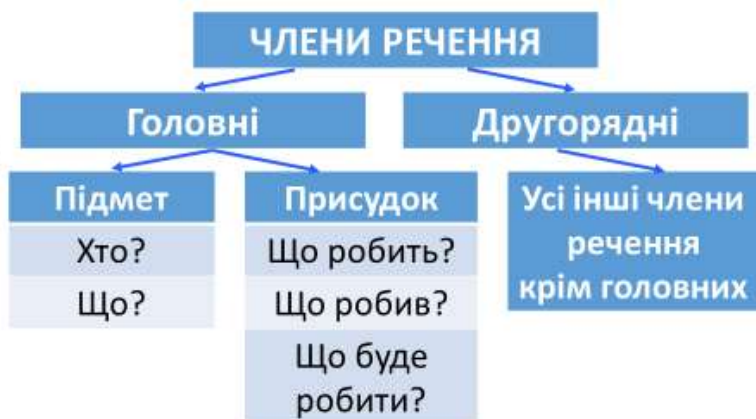 ЧЛЕНИ РЕЧЕННЯ
Головні
Другорядні
Підмет
Хто?
Що?
Присудок
Що робить?
Що робив?
Що буде
робити?
Усі інші члени
речення
крім головних